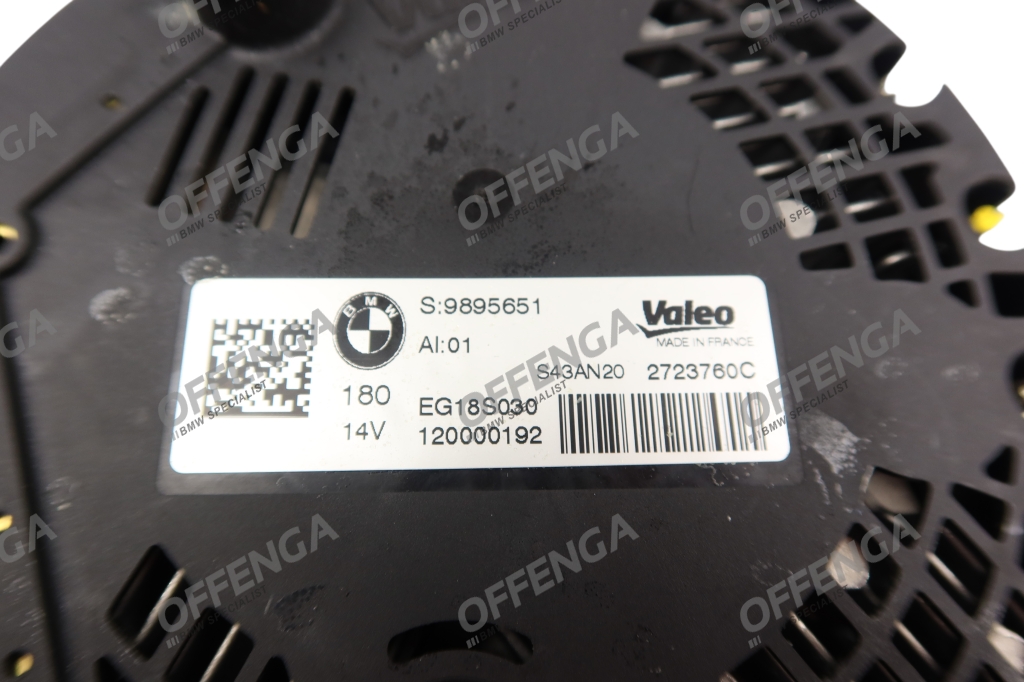 BMW
S:9895651
AI:01
180
14V
EG18S030
120000192
Valeo
MADE IN FRANCE
S43AN20 2723760C
OFFENGA
BMW SPECIALIST